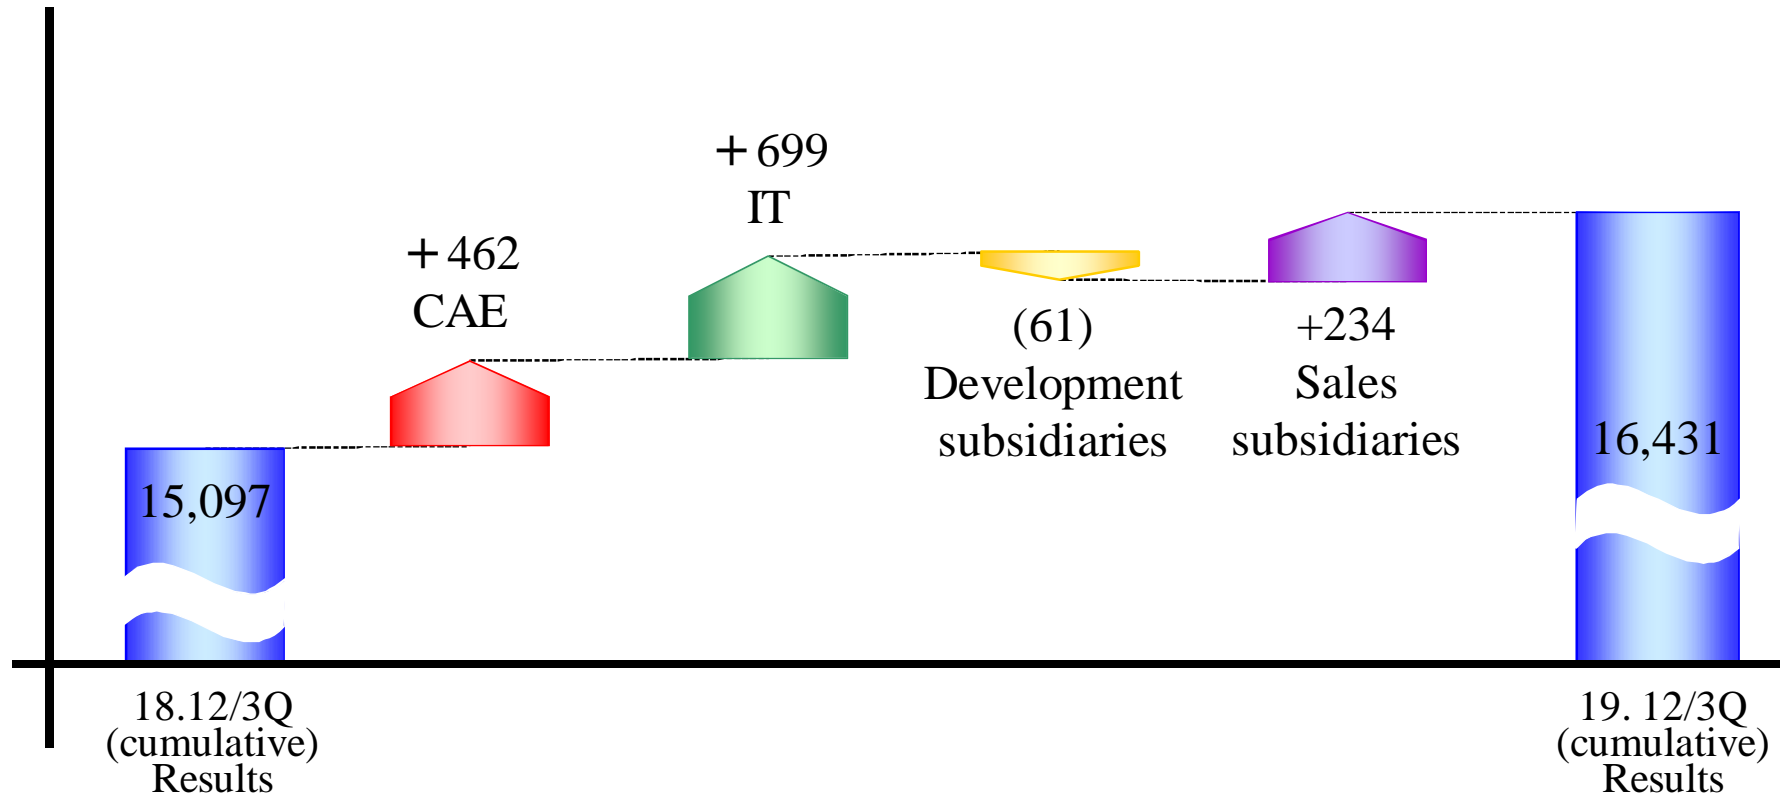 +699
IT
+462
CAE
(61)
Development
subsidiaries
+234
Sales
subsidiaries
15,097
16,431
18.12/3Q
(cumulative)
Results
19. 12/3Q
(cumulative)
Results